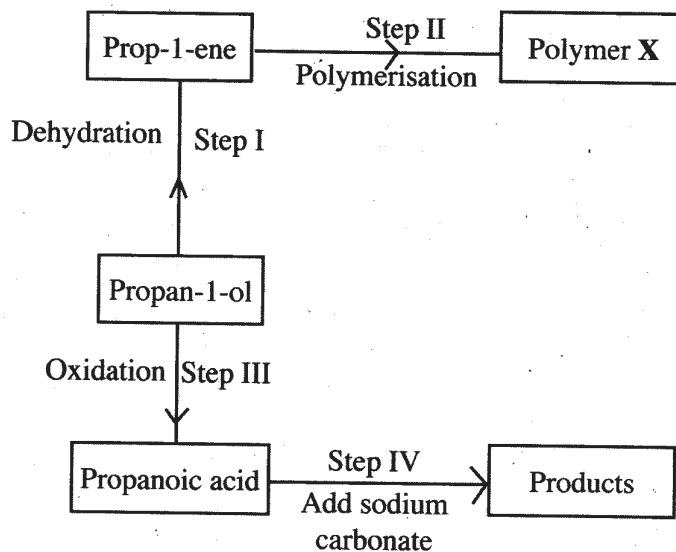 Prop-1-ene
Step II
Polymerisation
Polymer X
Dehydration
Step I
Propan-1-ol
Oxidation
Step III
Propanoic acid
Step IV
Add sodium
carbonate
Products